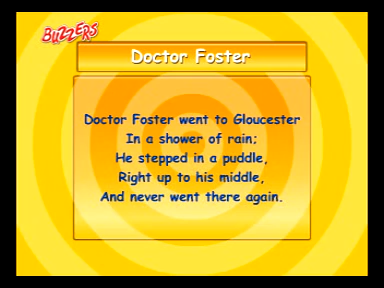 BUZZERS
Doctor Foster
Doctor Foster went to Gloucester
In a shower of rain;
He stepped in a puddle,
Right up to his middle,
And never went there again.